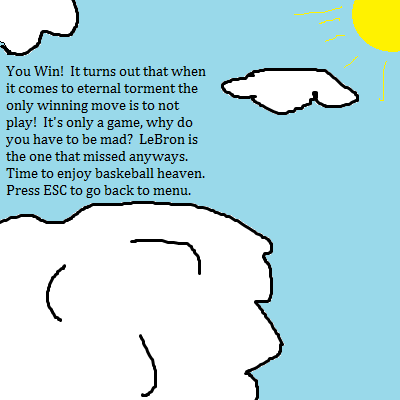 You Win!  It turns out that when
it comes to eternal torment the
only winning move is to not
play!  It's only a game, why do
you have to be mad?  LeBron is
the one that missed anyways.
Time to enjoy baskeball heaven.
Press ESC to go back to menu.